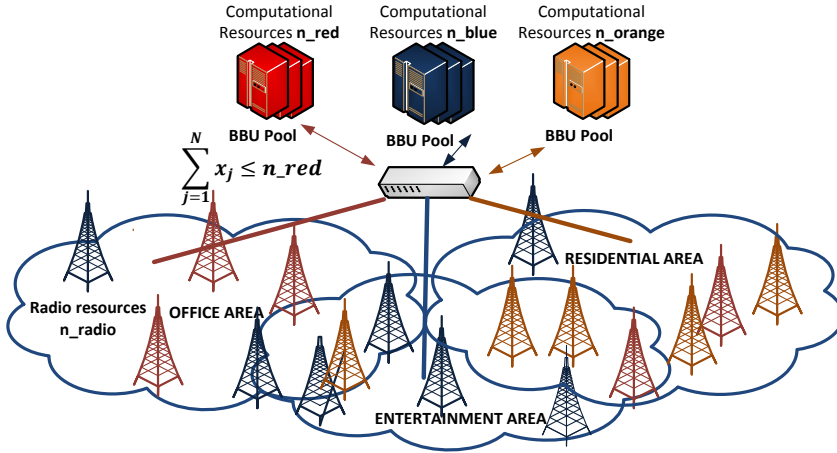 Computational
Resources n_red
Computational
Resources n_blue
Computational
Resources n_orange
BBU Pool
BBU Pool
BBU Pool
\sum_{j=1}^{N} x_j ≤ n_red
RESIDENTIAL AREA
Radio resources
n_radio
OFFICE AREA
ENTERTAINMENT AREA